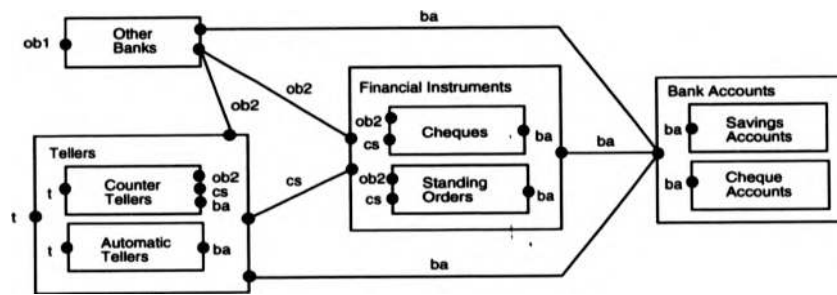 ba
Other
Banks
ob1
ob2
ob2
Financial Instruments
Bank Accounts
ob2
cs
Cheques
ba
ba
ba
Savings
Accounts
Tellers
t
Counter
Tellers
ob2
cs
ba
cs
ob2
cs
Standing
Orders
ba
ba
Cheque
Accounts
t
t
Automatic
Tellers
ba
ba